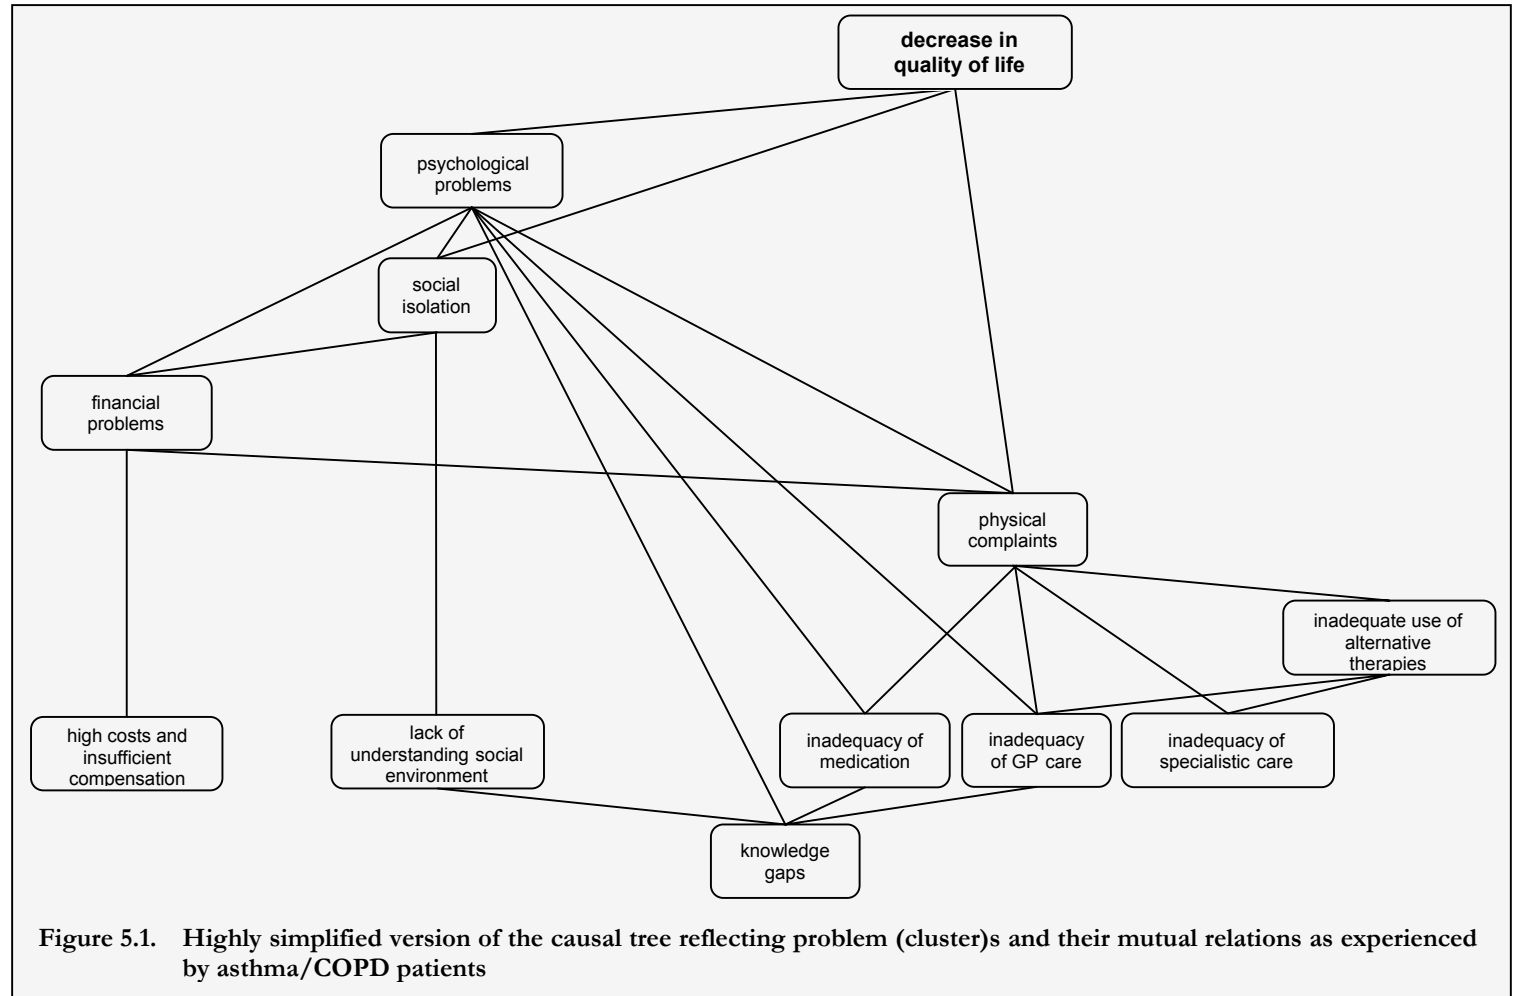 decrease in
quality of life
psychological
problems
social
isolation
financial
problems
physical
complaints
inadequate use of
alternative
therapies
high costs and
insufficient
compensation
lack of
understanding social
environment
inadequacy of
medication
inadequacy
of GP care
inadequacy of
specialistic care
knowledge
gaps
Figure 5.1. Highly simplified version of the causal tree reflecting problem (cluster)s and their mutual relations as experienced
by asthma/COPD patients